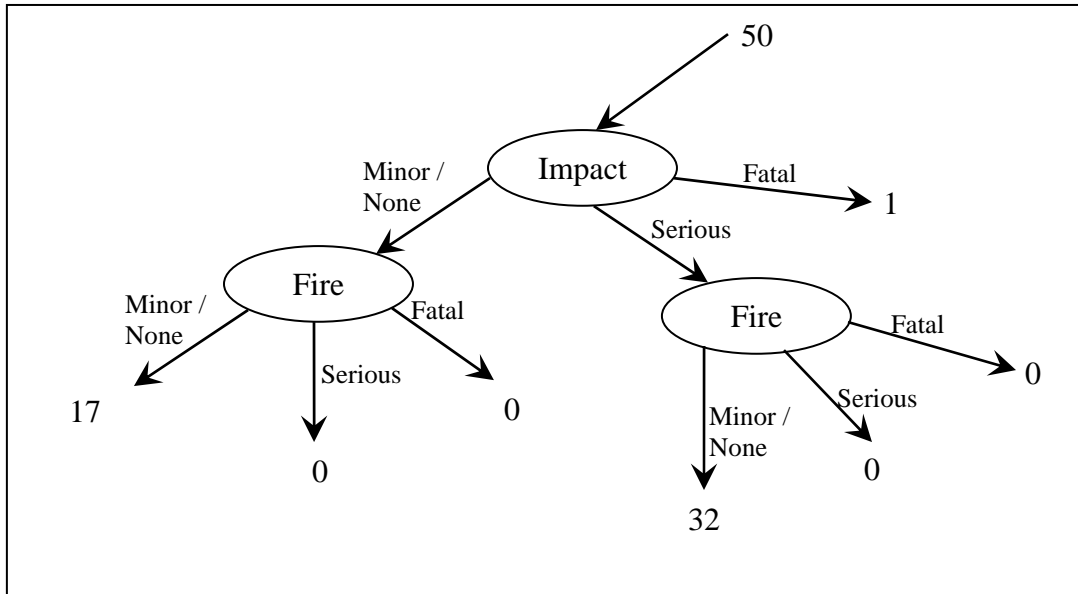 50
Impact
Minor /
None
Fatal
1
Serious
Fire
Fire
Minor /
None
Fatal
Serious
17
0
0
Fatal
0
Serious
Minor /
None
0
32